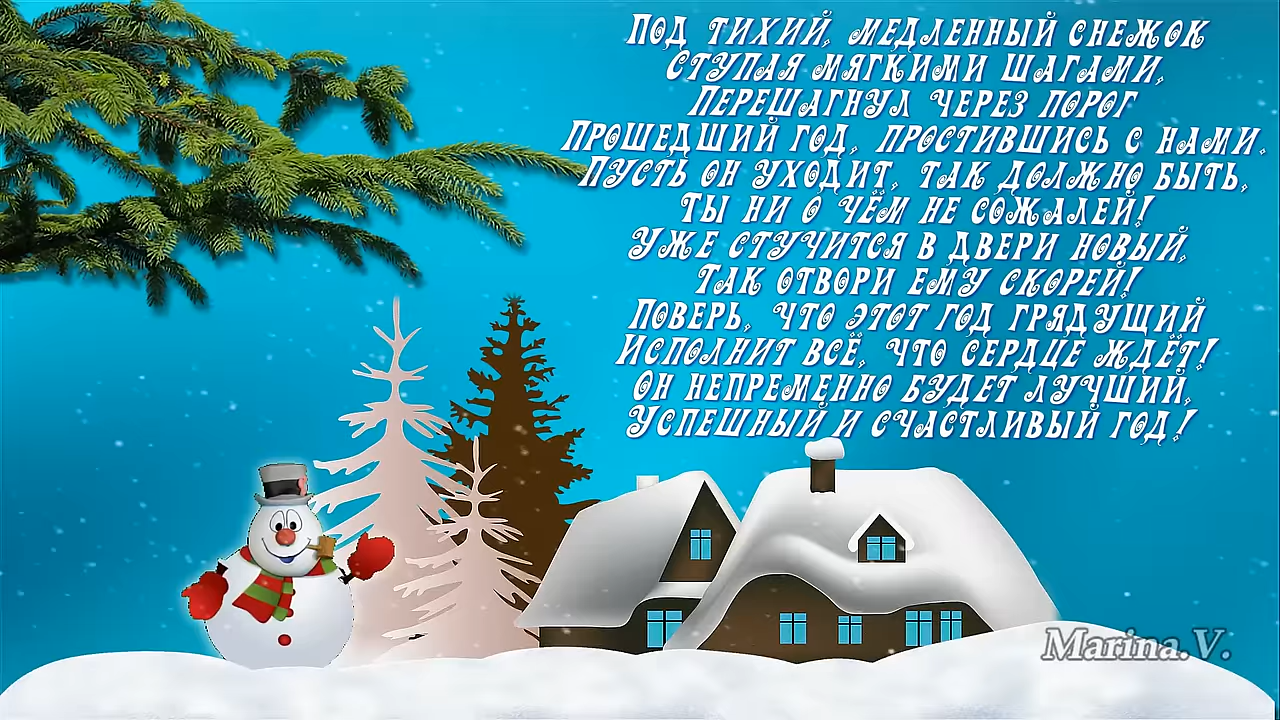 Под тихий, медленный снежок
Ступая мягкими шагами,
Перешагнул через порог
Прошедший год, простившись с нами.
Пусть он уходит, так должно быть,
Ты ни о чём не сожалей!
Уже стучится в двери новый,
Так отвори ему скорей!
Поверь, что этот год грядущий
Исполнит всё, что сердце ждёт!
Он непременно будет лучший,
Успешный и счастливый год!
Marina.V.